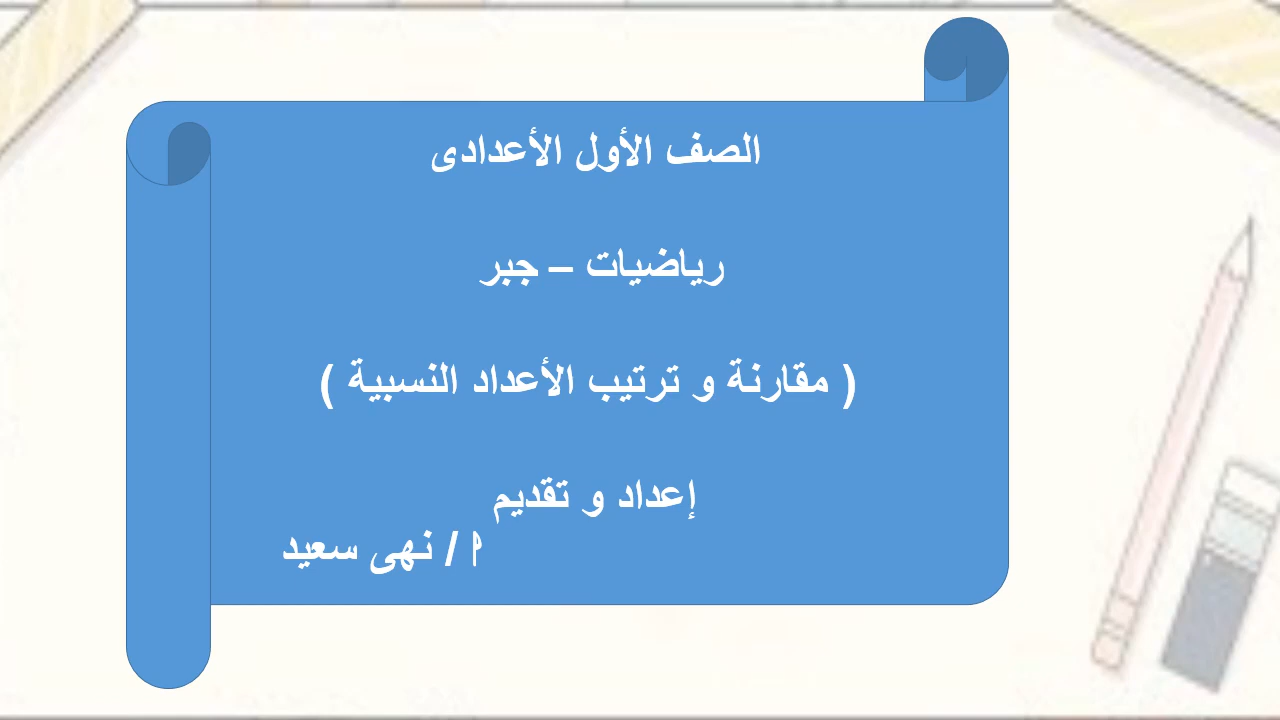 الصف الأول الأعدادى
رياضيات – جبر
( مقارنة و ترتيب الأعداد النسبية )
إعداد و تقديم
أ / نهى سعيد